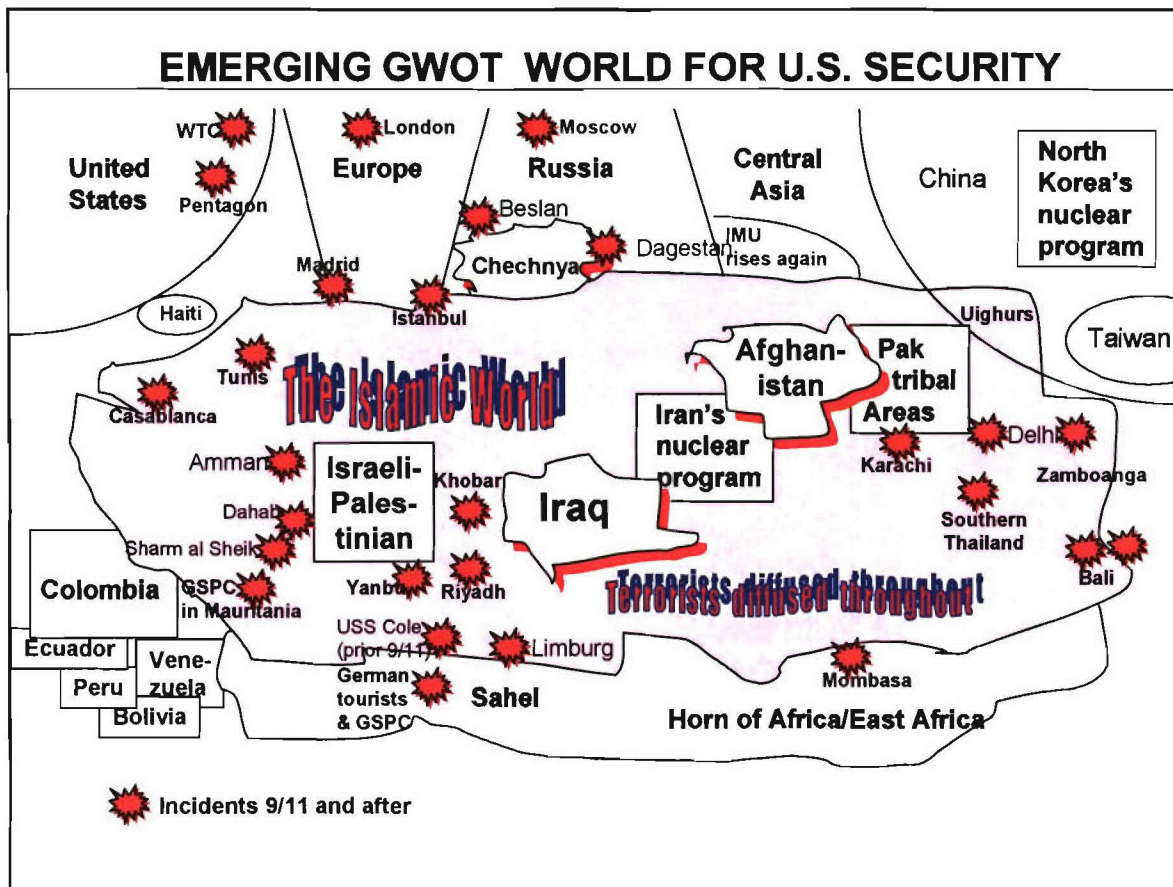 EMERGING GWOT WORLD FOR U.S. SECURITY
WTC
London
Moscow
United
States
Europe
Russia
Central
Asia
China
North
Korea's
nuclear
program
Pentagon
Beslan
Chechnya
Dagestan
IMU
rises again
Madrid
Istanbul
Haiti
Uighurs
Taiwan
Tunis
The Islamic World
Casablanca
Afghan-
istan
Pak
tribal
Areas
Iran's
nuclear
program
Karachi
Delhi
Zamboanga
Amman
Israeli-
Pales-
tinian
Khobar
Iraq
Dahab
Sharm al Sheik
Southern
Thailand
Bali
Colombia
GSPC
in Mauritania
Yanbu
Riyadh
Terrorists diffused throughout
USS Cole
(prior 9/11)
Limburg
Ecuador
Vene-
zuela
Peru
Bolivia
German
tourists
& GSPC
Sahel
Mombasa
Horn of Africa/East Africa
Incidents 9/11 and after